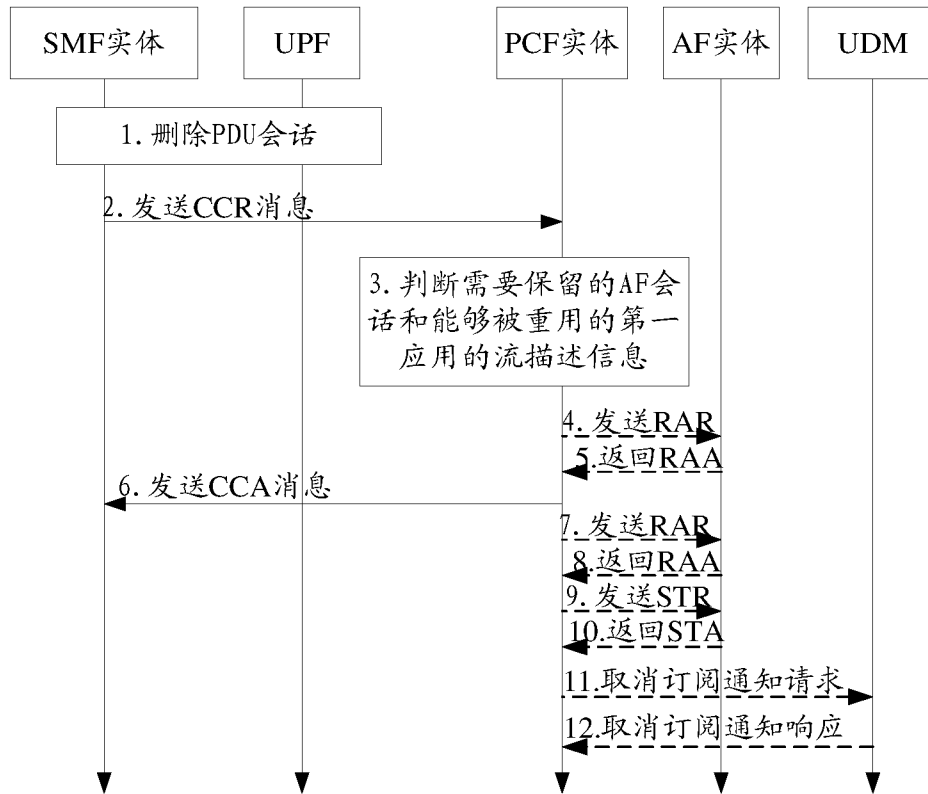 SMF实体
UPF
PCF实体
AF实体
UDM
1.删除PDU会话
2.发送CCR消息
3.判断需要保留的AF会
话和能够被重用的第一
应用的流描述信息
4.发送RAR
5.返回RAA
6.发送CCA消息
7.发送RAR
8.返回RAA
9.发送STR
10.返回STA
11.取消订阅通知请求
12.取消订阅通知响应